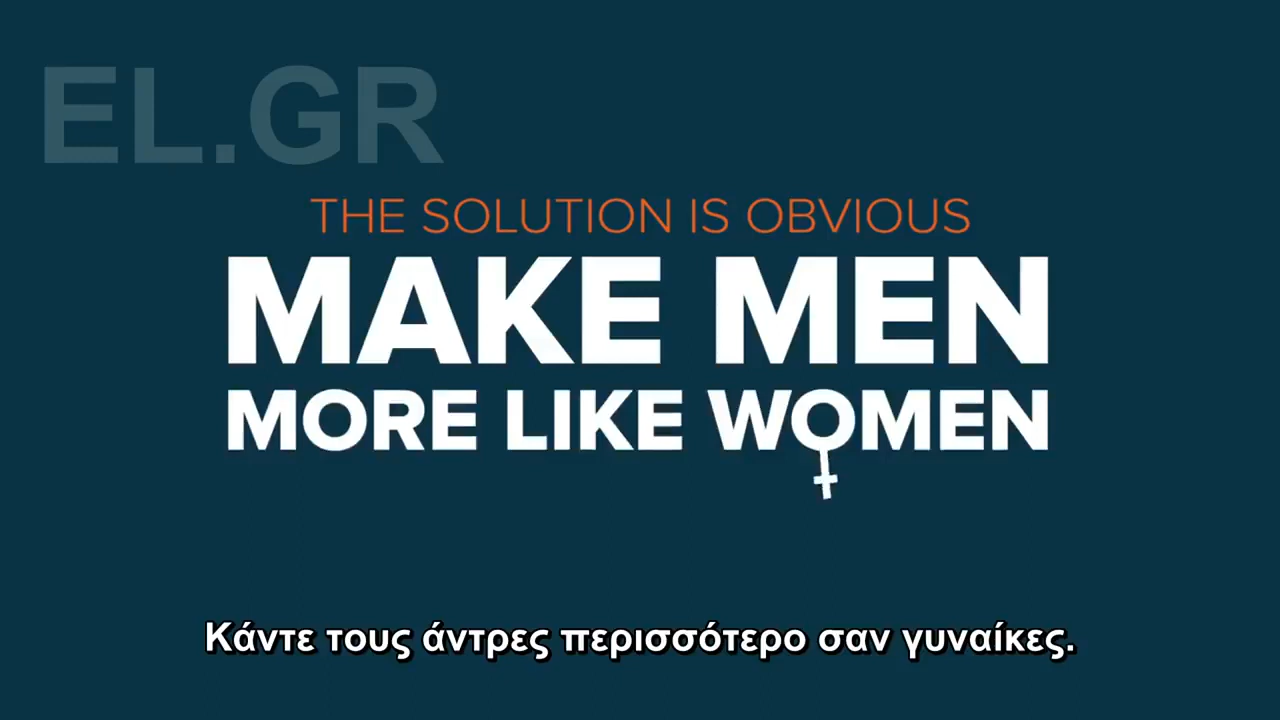 EL.GR
THE SOLUTION IS OBVIOUS
MAKE MEN
MORE LIKE WOMEN
Κάντε τους άντρες περισσότερο σαν γυναίκες.